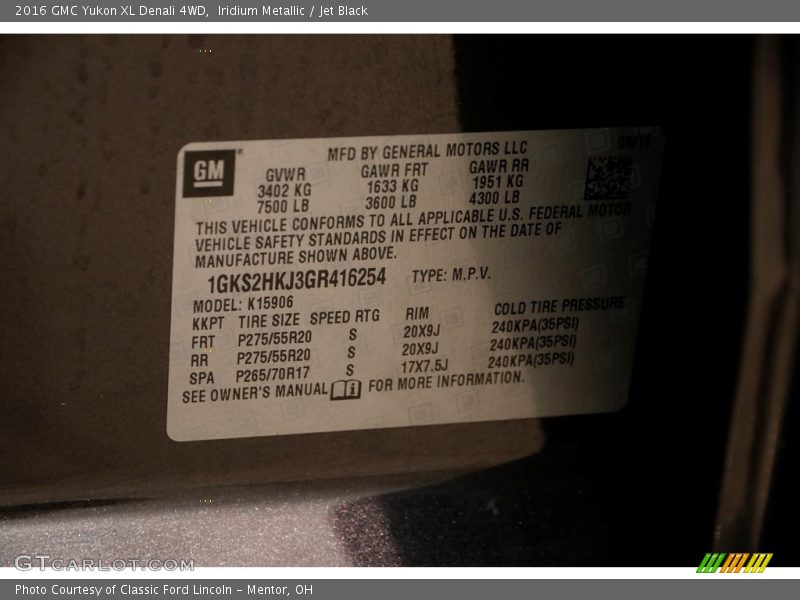 2016 GMC Yukon XL Denali 4WD, Iridium Metallic / Jet Black
GM
MFD BY GENERAL MOTORS LLC
GVWR GAWR FRT GAWR RR
3402 KG 1633 KG 1951 KG
7500 LB 3600 LB 4300 LB
THIS VEHICLE CONFORMS TO ALL APPLICABLE U.S. FEDERAL MOTOR
VEHICLE SAFETY STANDARDS IN EFFECT ON THE DATE OF
MANUFACTURE SHOWN ABOVE.
1GKS2HKJ3GR416254 TYPE: M.P.V.
MODEL: K15906
KKPT TIRE SIZE SPEED RTG RIM COLD TIRE PRESSURE
FRT P275/55R20 S 20X9J 240KPA(35PSI)
RR P275/55R20 S 20X9J 240KPA(35PSI)
SPA P265/70R17 S 17X7.5J 240KPA(35PSI)
SEE OWNER'S MANUAL FOR MORE INFORMATION.
GTCARLOT.COM
Photo Courtesy of Classic Ford Lincoln - Mentor, OH